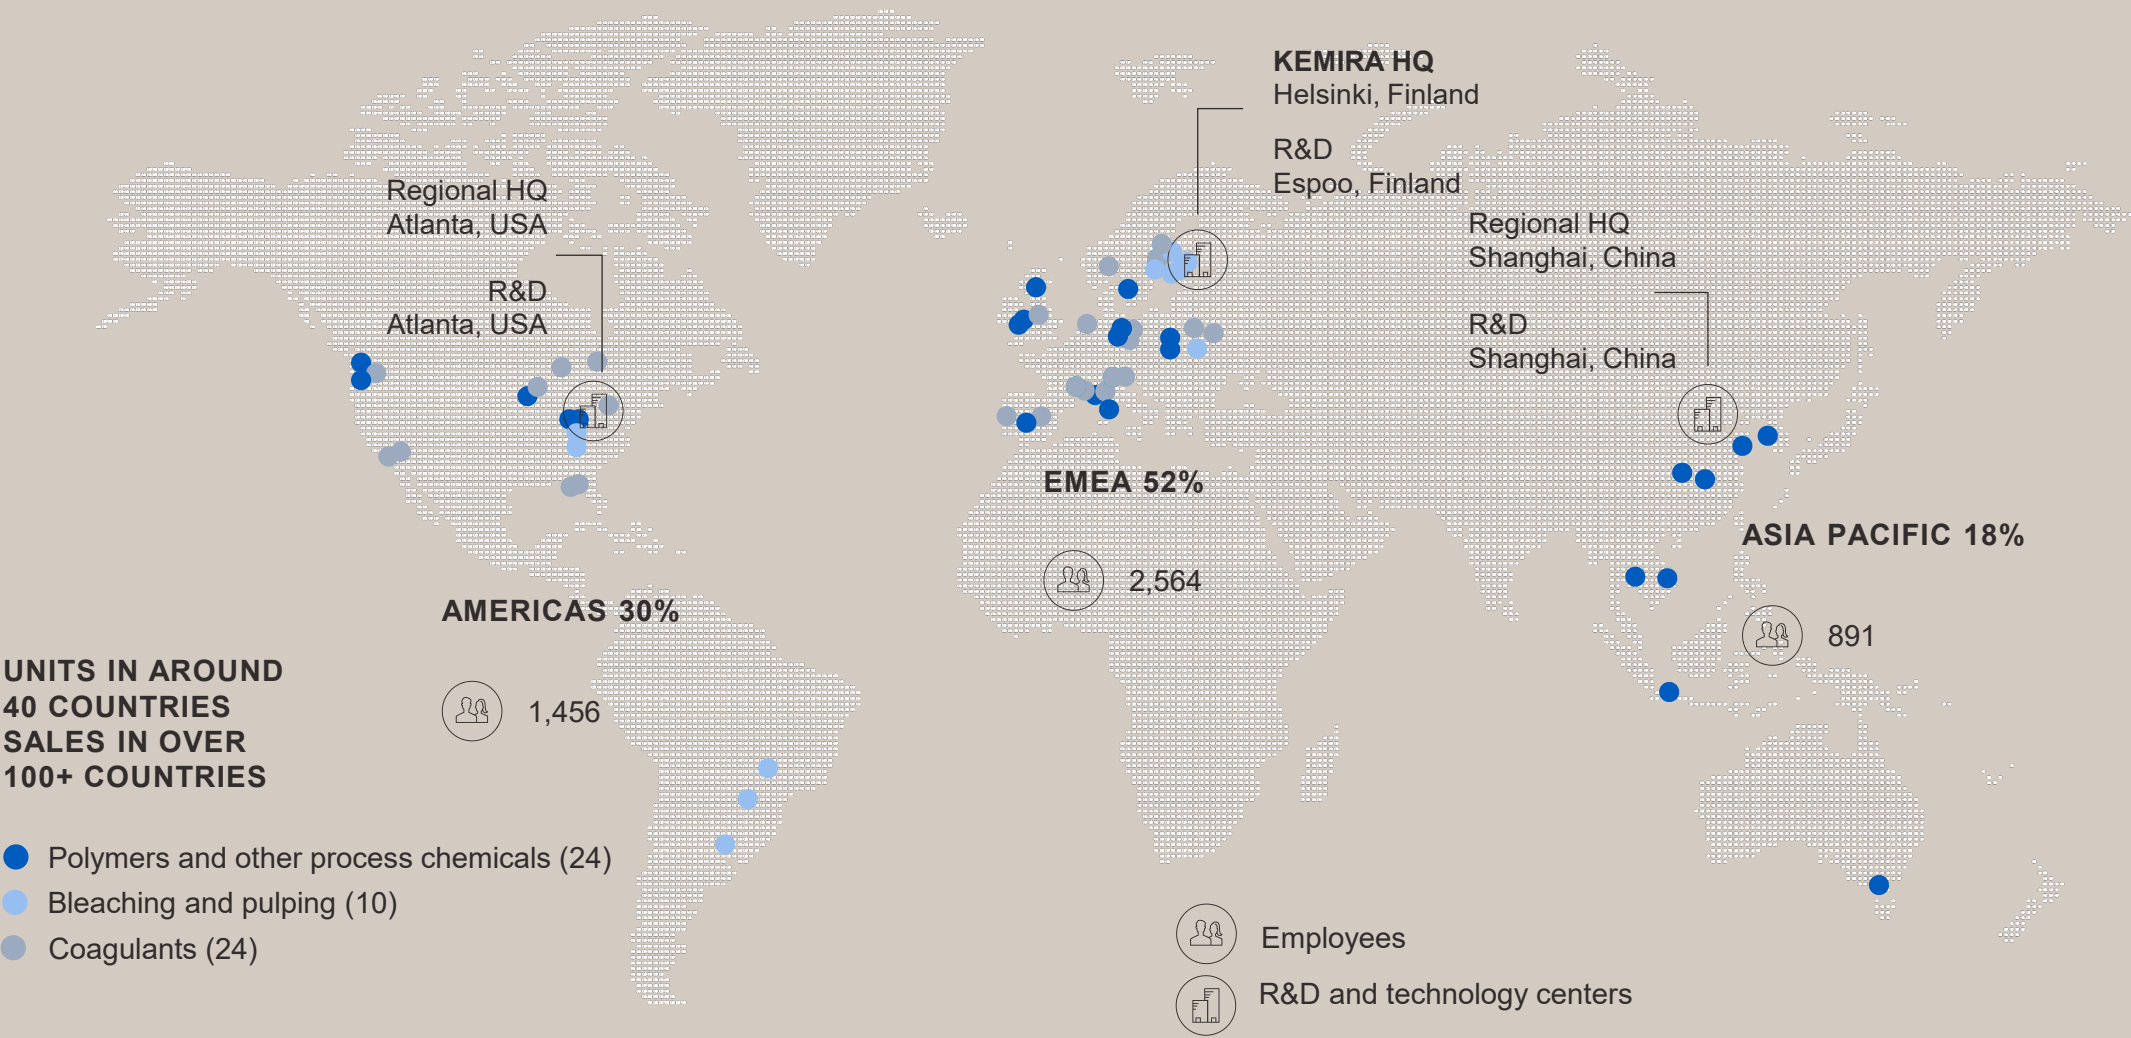 KEMIRA HQ
Helsinki, Finland
R&D
Espoo, Finland
Regional HQ
Atlanta, USA
R&D
Atlanta, USA
Regional HQ
Shanghai, China
R&D
Shanghai, China
EMEA 52%
2,564
ASIA PACIFIC 18%
891
AMERICAS 30%
1,456
UNITS IN AROUND
40 COUNTRIES
SALES IN OVER
100+ COUNTRIES
Polymers and other process chemicals (24)
Bleaching and pulping (10)
Coagulants (24)
Employees
R&D and technology centers